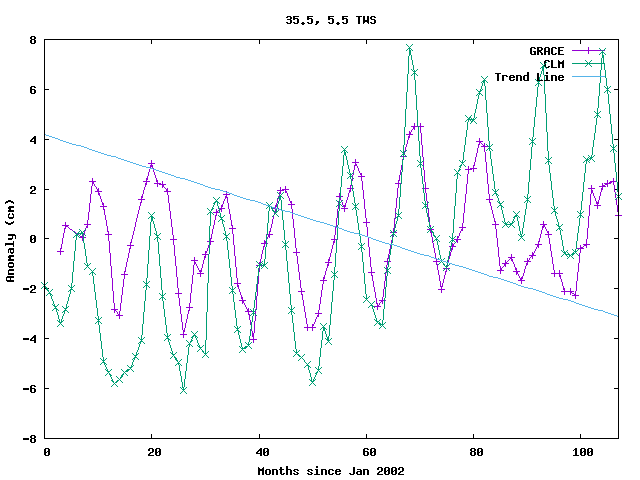 35.5, 5.5 TWS
GRACE
CLM
Trend Line
8
6
4
2
0
-2
-4
-6
-8
Anomaly (cm)
0 20 40 60 80 100
Months since Jan 2002